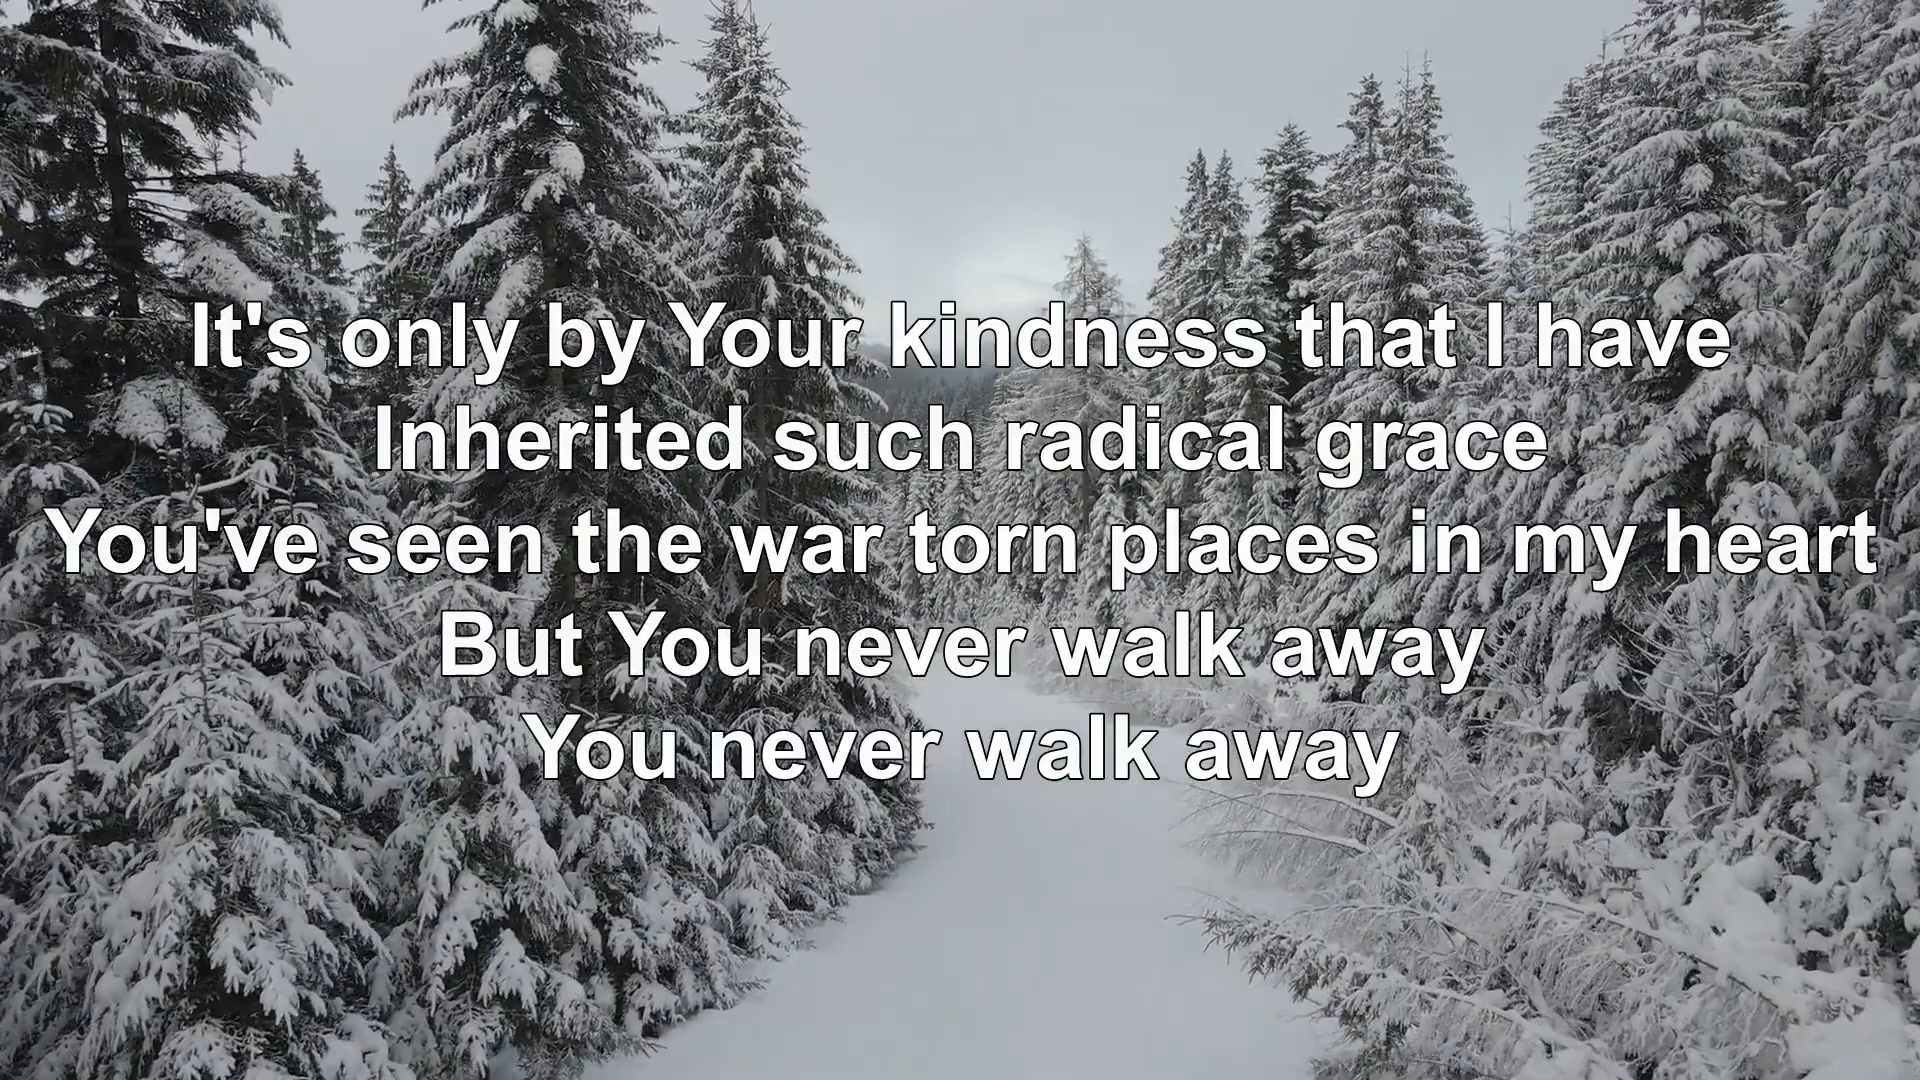 It's only by Your kindness that I have
Inherited such radical grace
You've seen the war torn places in my heart
But You never walk away
You never walk away